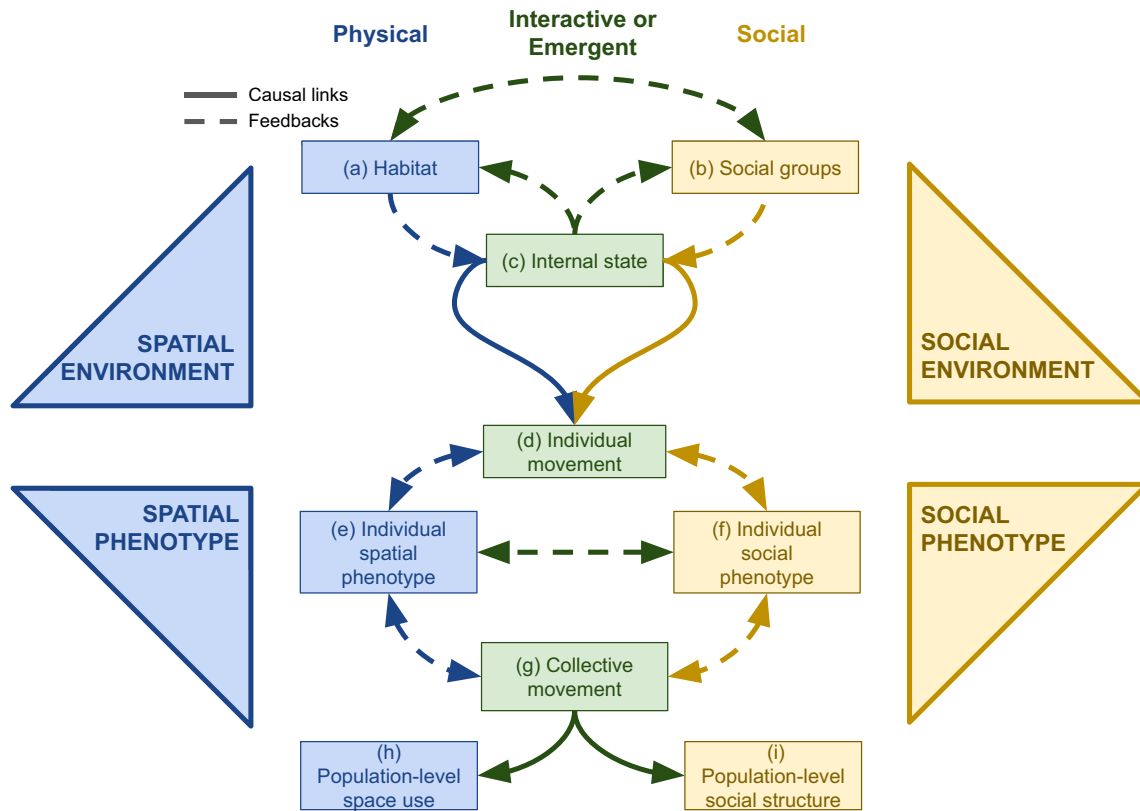 Physical
Interactive or
Emergent
Social
Causal links
Feedbacks
(a) Habitat
(b) Social groups
(c) Internal state
SPATIAL
ENVIRONMENT
SOCIAL
ENVIRONMENT
(d) Individual
movement
SPATIAL
PHENOTYPE
SOCIAL
PHENOTYPE
(e) Individual
spatial
phenotype
(f) Individual
social
phenotype
(g) Collective
movement
(h)
Population-level
space use
(i)
Population-level
social structure